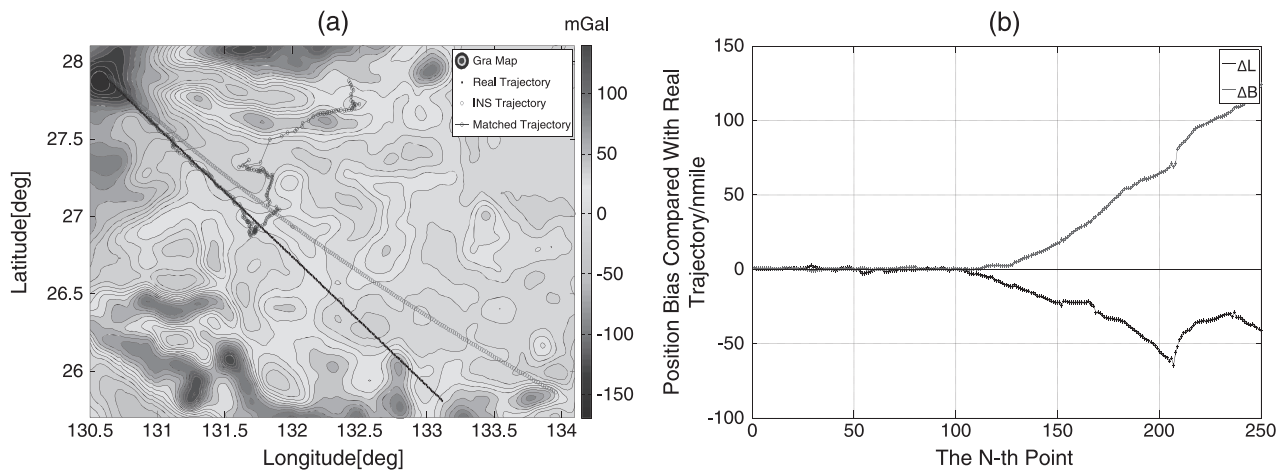 (a)
mGal
Gra Map
Real Trajectory
INS Trajectory
Matched Trajectory
28
27.5
27
26.5
26
Latitude[deg]
130.5 131 131.5 132 132.5 133 133.5 134
Longitude[deg]
100
50
0
-50
-100
-150
(b)
ΔL
ΔB
150
100
50
0
-50
-100
Position Bias Compared With Real
Trajectory/nmile
0 50 100 150 200 250
The N-th Point